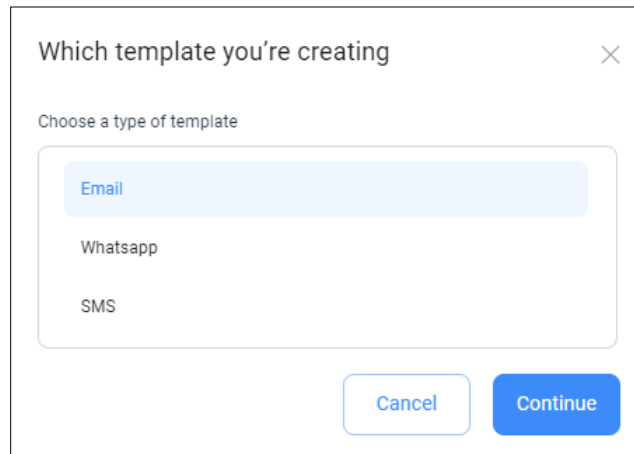 Which template you’re creating
Choose a type of template
Email
Whatsapp
SMS
Cancel
Continue